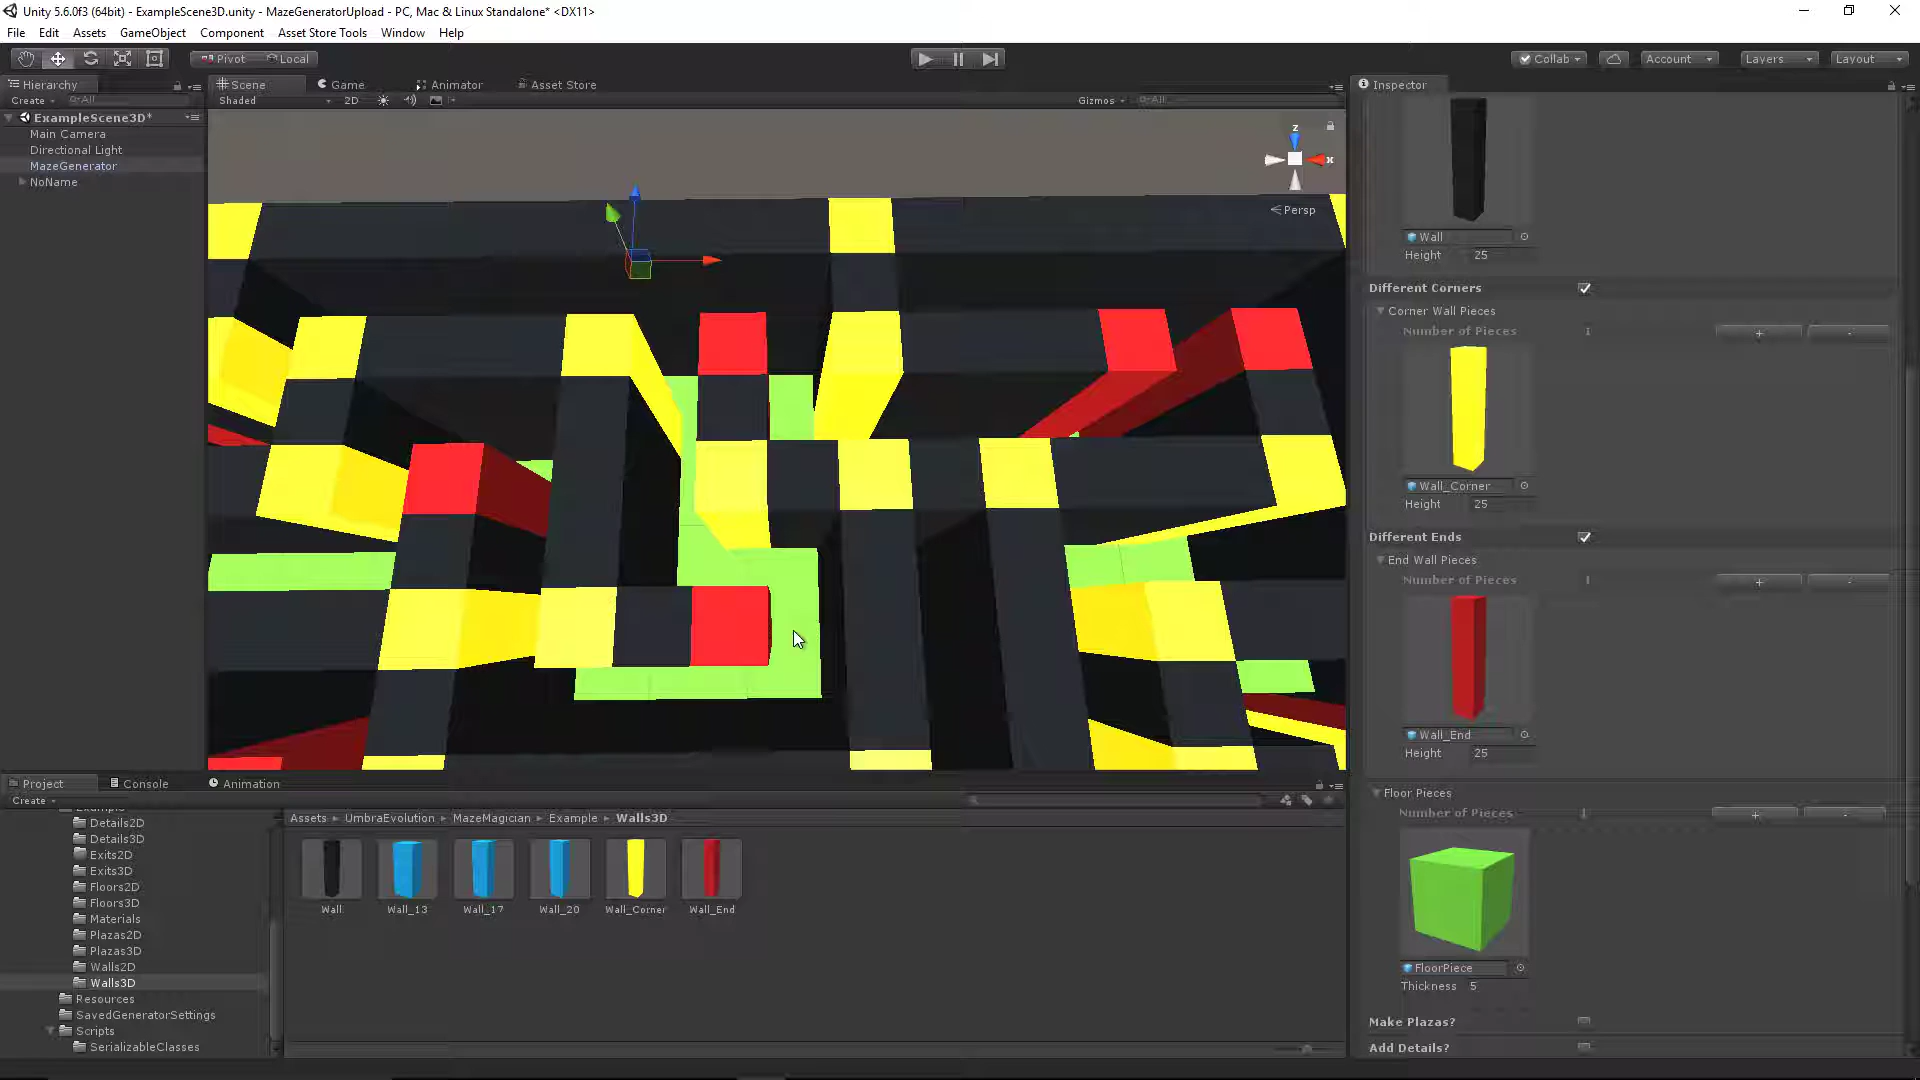 Unity 5.6.0f3 (64bit) - ExampleScene3D.unity - MazeGeneratorUpload - PC, Mac & Linux Standalone* <DX11>
File Edit Assets GameObject Component Asset Store Tools Window Help
Pivot Local Collab Account Layers Layout
Hierarchy
Create All
ExampleScene3D*
Main Camera
Directional Light
MazeGenerator
NoName
Scene Game Animator Asset Store
Shaded 2D Gizmos All
z
x
Persp
Inspector
Wall
Height 25
Different Corners
Corner Wall Pieces
Number of Pieces 1 + -
Wall_Corner
Height 25
Different Ends
End Wall Pieces
Number of Pieces 1 + -
Wall_End
Height 25
Floor Pieces
Number of Pieces 1 + -
FloorPiece
Thickness 5
Make Plazas?
Add Details?
Project Console Animation
Create
Example
Details2D
Details3D
Exits2D
Exits3D
Floors2D
Floors3D
Materials
Plazas2D
Plazas3D
Walls2D
Walls3D
Resources
SavedGeneratorSettings
Scripts
SerializableClasses
Assets UmbraEvolution MazeMagician Example Walls3D
Wall Wall_13 Wall_17 Wall_20 Wall_Corner Wall_End